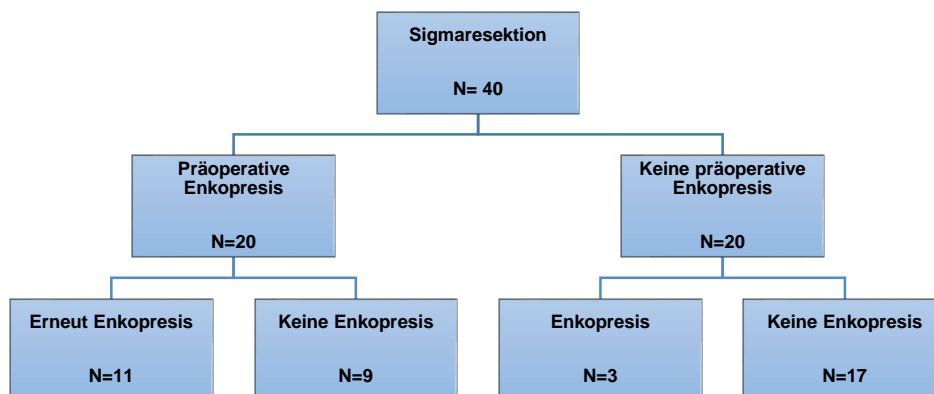 Sigmaresektion
N= 40
Präoperative
Enkopresis
N=20
Keine präoperative
Enkopresis
N=20
Erneut Enkopresis
N=11
Keine Enkopresis
N=9
Enkopresis
N=3
Keine Enkopresis
N=17